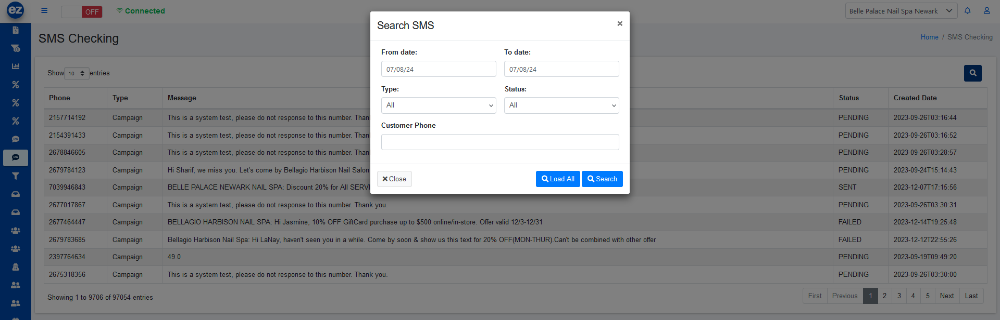 ez
OFF
Connected
Belle Palace Nail Spa Newark
SMS Checking
Home / SMS Checking
Search SMS
×
From date:
To date:
07/08/24
07/08/24
Type:
Status:
All
All
Customer Phone
Close
Load All
Search
Show 10 entries
Phone Type Message Status Created Date
2157714192 Campaign This is a system test, please do not response to this number. Than PENDING 2023-09-26T03:16:44
2154391433 Campaign This is a system test, please do not response to this number. Than PENDING 2023-09-26T03:16:52
2678846605 Campaign This is a system test, please do not response to this number. Than PENDING 2023-09-26T03:28:57
2679784123 Campaign Hi Sharif, we miss you. Let's come by Bellagio Harbison Nail Salon PENDING 2023-09-24T15:14:43
7039946843 Campaign BELLE PALACE NEWARK NAIL SPA: Discount 20% for All SERV SENT 2023-12-07T17:15:56
2677017867 Campaign This is a system test, please do not response to this number. Thank you. PENDING 2023-09-26T03:30:31
2677464447 Campaign BELLAGIO HARBISON NAIL SPA: Hi Jasmine, 10% OFF GiftCard purchase up to $500 online/in-store. Offer valid 12/3-12/31 FAILED 2023-12-14T19:25:48
2679783685 Campaign Bellagio Harbison Nail Spa: Hi LaNay, haven't seen you in a while. Come by soon & show us this text for 20% OFF(MON-THUR).Can't be combined with other offer FAILED 2023-12-12T22:55:26
2397764634 Campaign 49.0 PENDING 2023-09-19T09:49:20
2675318356 Campaign This is a system test, please do not response to this number. Thank you. PENDING 2023-09-26T03:30:00
Showing 1 to 9706 of 97054 entries
First Previous 1 2 3 4 5 Next Last